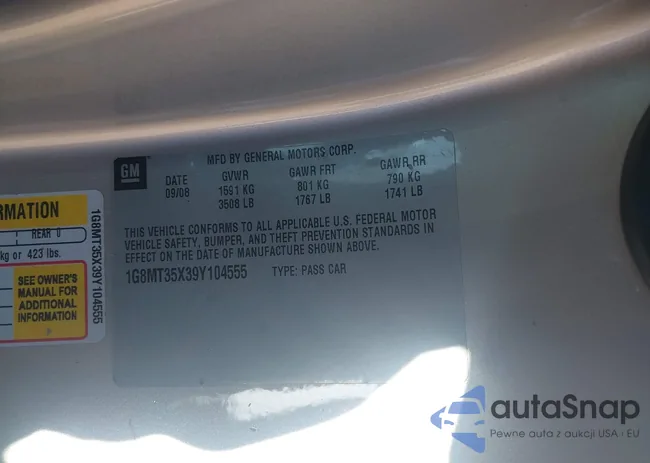 GM
MFD BY GENERAL MOTORS CORP.
DATE GVWR GAWR FRT GAWR RR
09/08 1591 KG 801 KG 790 KG
3508 LB 1767 LB 1741 LB
THIS VEHICLE CONFORMS TO ALL APPLICABLE U.S. FEDERAL MOTOR
VEHICLE SAFETY, BUMPER, AND THEFT PREVENTION STANDARDS IN
EFFECT ON THE DATE OF MANUFACTURE SHOWN ABOVE.
1G8MT35X39Y104555 TYPE: PASS CAR
RMATION
REAR 0
kg or 423 lbs.
SEE OWNER'S
MANUAL FOR
ADDITIONAL
INFORMATION
1G8MT35X39Y104555
autaSnap
Pewne auta z aukcji USA i EU